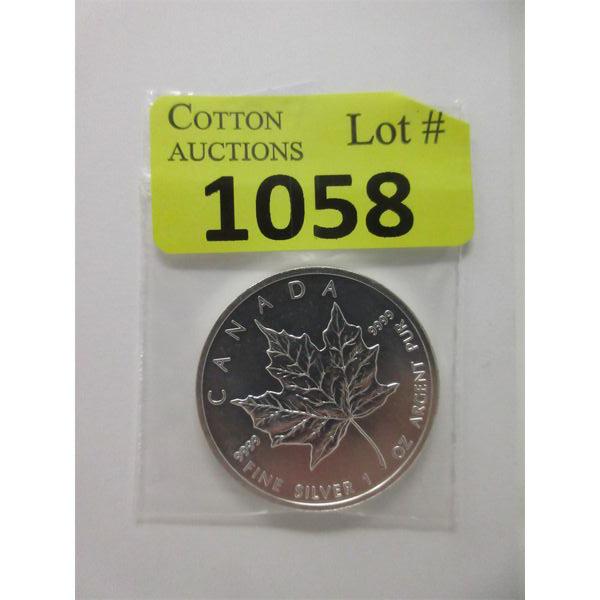 COTTON
AUCTIONS
Lot #
1058
CANADA
9999
9999
FINE SILVER 1 OZ ARGENT PUR